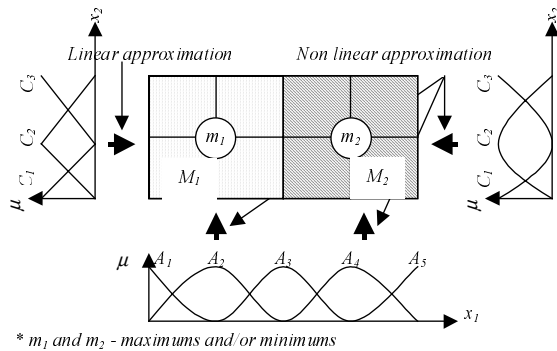 x₂
x₂
Linear approximation
Non linear approximation
C₃
C₂
C₁
μ
m₁
m₂
M₁
M₂
C₃
C₂
C₁
μ
μ
A₁
A₂
A₃
A₄
A₅
x₁
* m₁ and m₂ - maximums and/or minimums